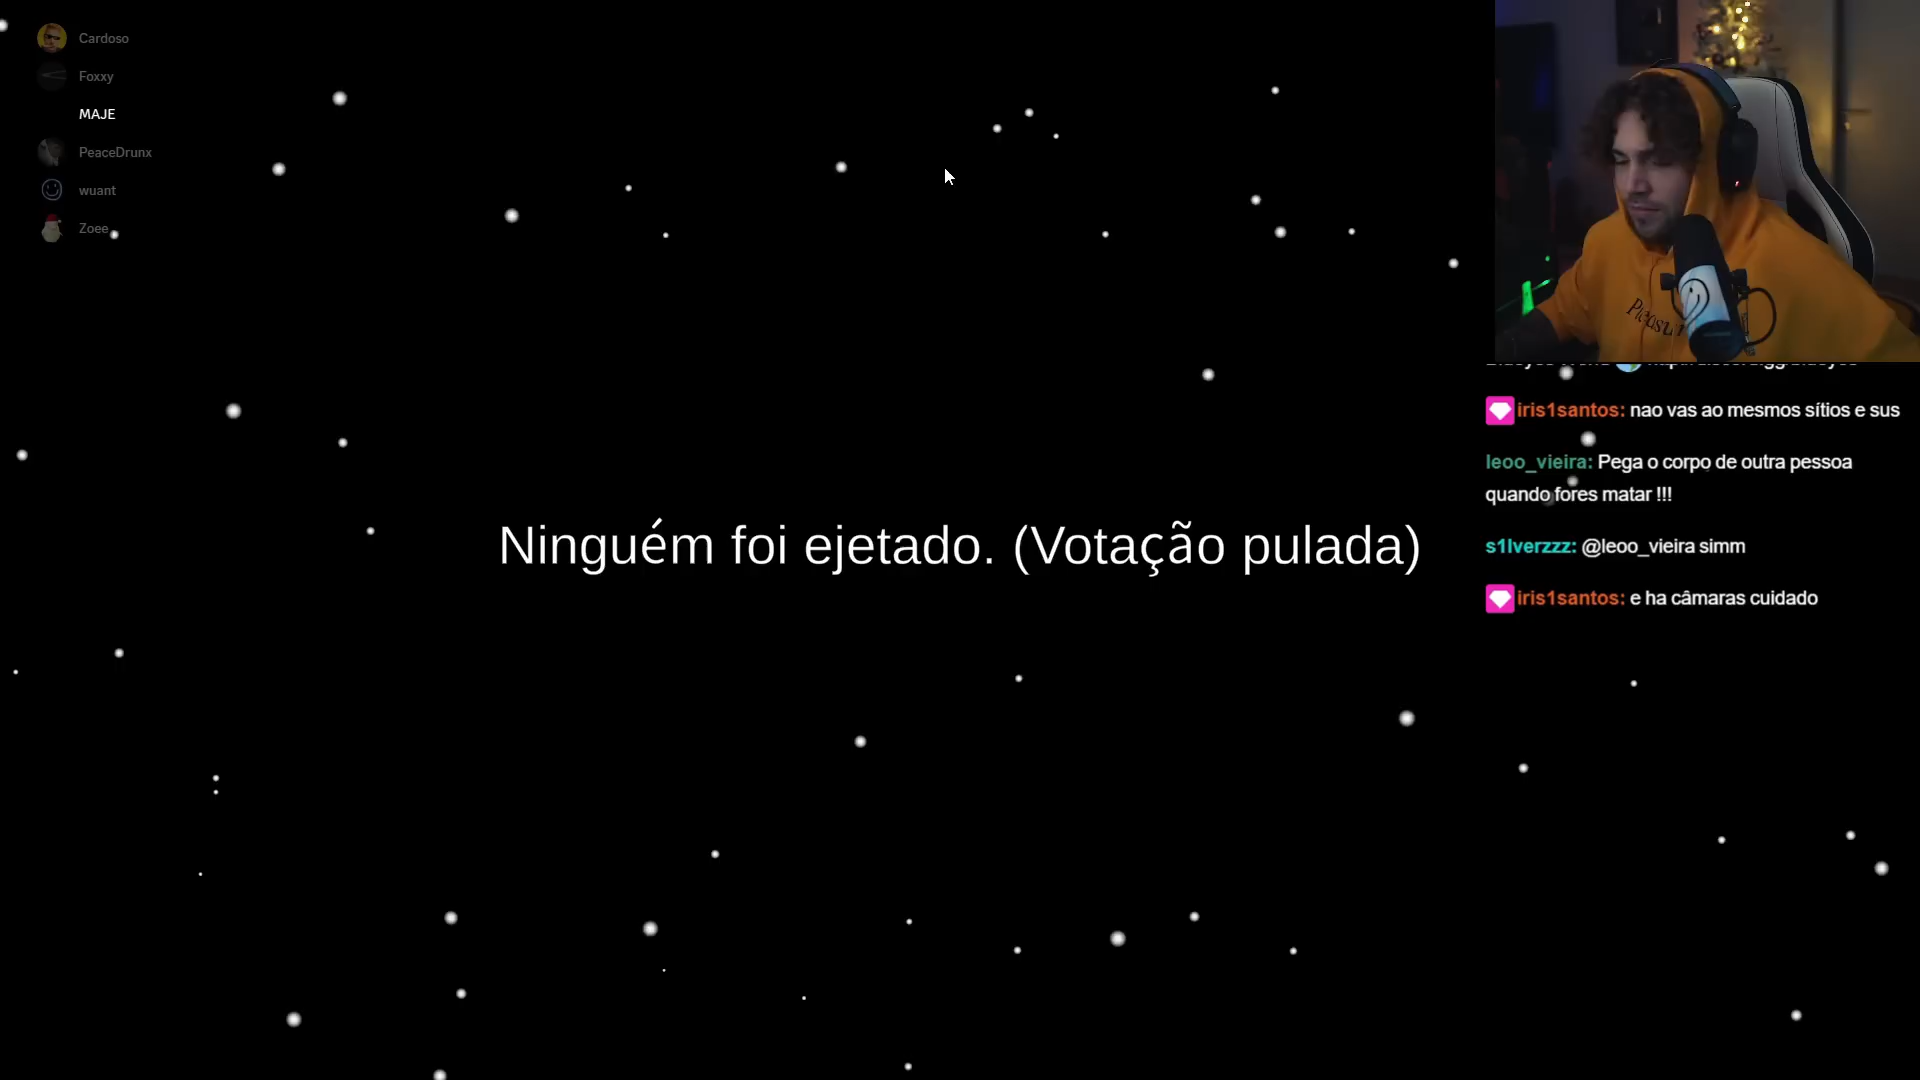 Cardoso
Foxxy
MAJE
PeaceDrunx
wuant
Zoee
iris1santos: nao vas ao mesmos sítios e sus
leoo_vieira: Pega o corpo de outra pessoa
quando fores matar !!!
Ninguém foi ejetado. (Votação pulada)
s1lverzzz: @leoo_vieira simm
iris1santos: e ha câmaras cuidado